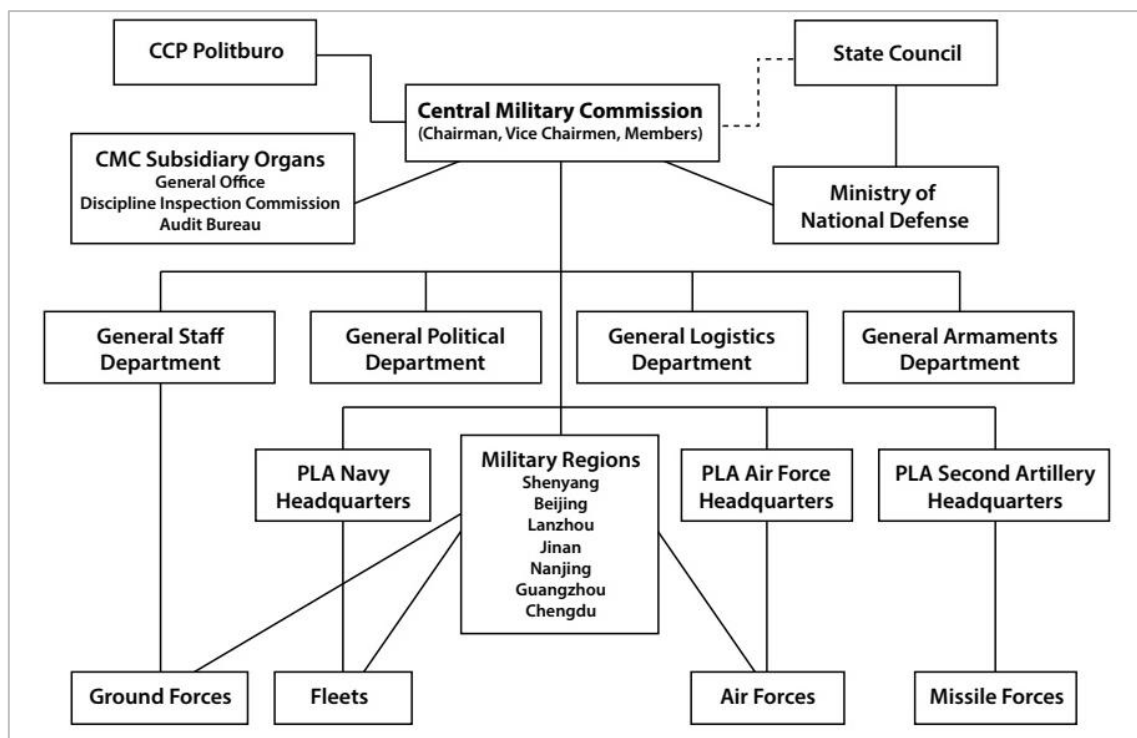 CCP Politburo
State Council
Central Military Commission
(Chairman, Vice Chairmen, Members)
CMC Subsidiary Organs
General Office
Discipline Inspection Commission
Audit Bureau
Ministry of
National Defense
General Staff
Department
General Political
Department
General Logistics
Department
General Armaments
Department
PLA Navy
Headquarters
Military Regions
Shenyang
Beijing
Lanzhou
Jinan
Nanjing
Guangzhou
Chengdu
PLA Air Force
Headquarters
PLA Second Artillery
Headquarters
Ground Forces
Fleets
Air Forces
Missile Forces